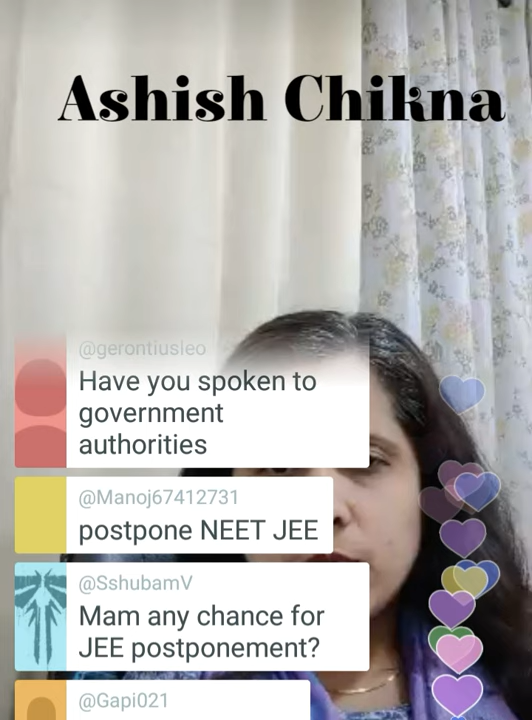 Ashish Chikna
@gerontiusleo
Have you spoken to
government
authorities
@Manoj67412731
postpone NEET JEE
@SshubamV
Mam any chance for
JEE postponement?
@Gapi021